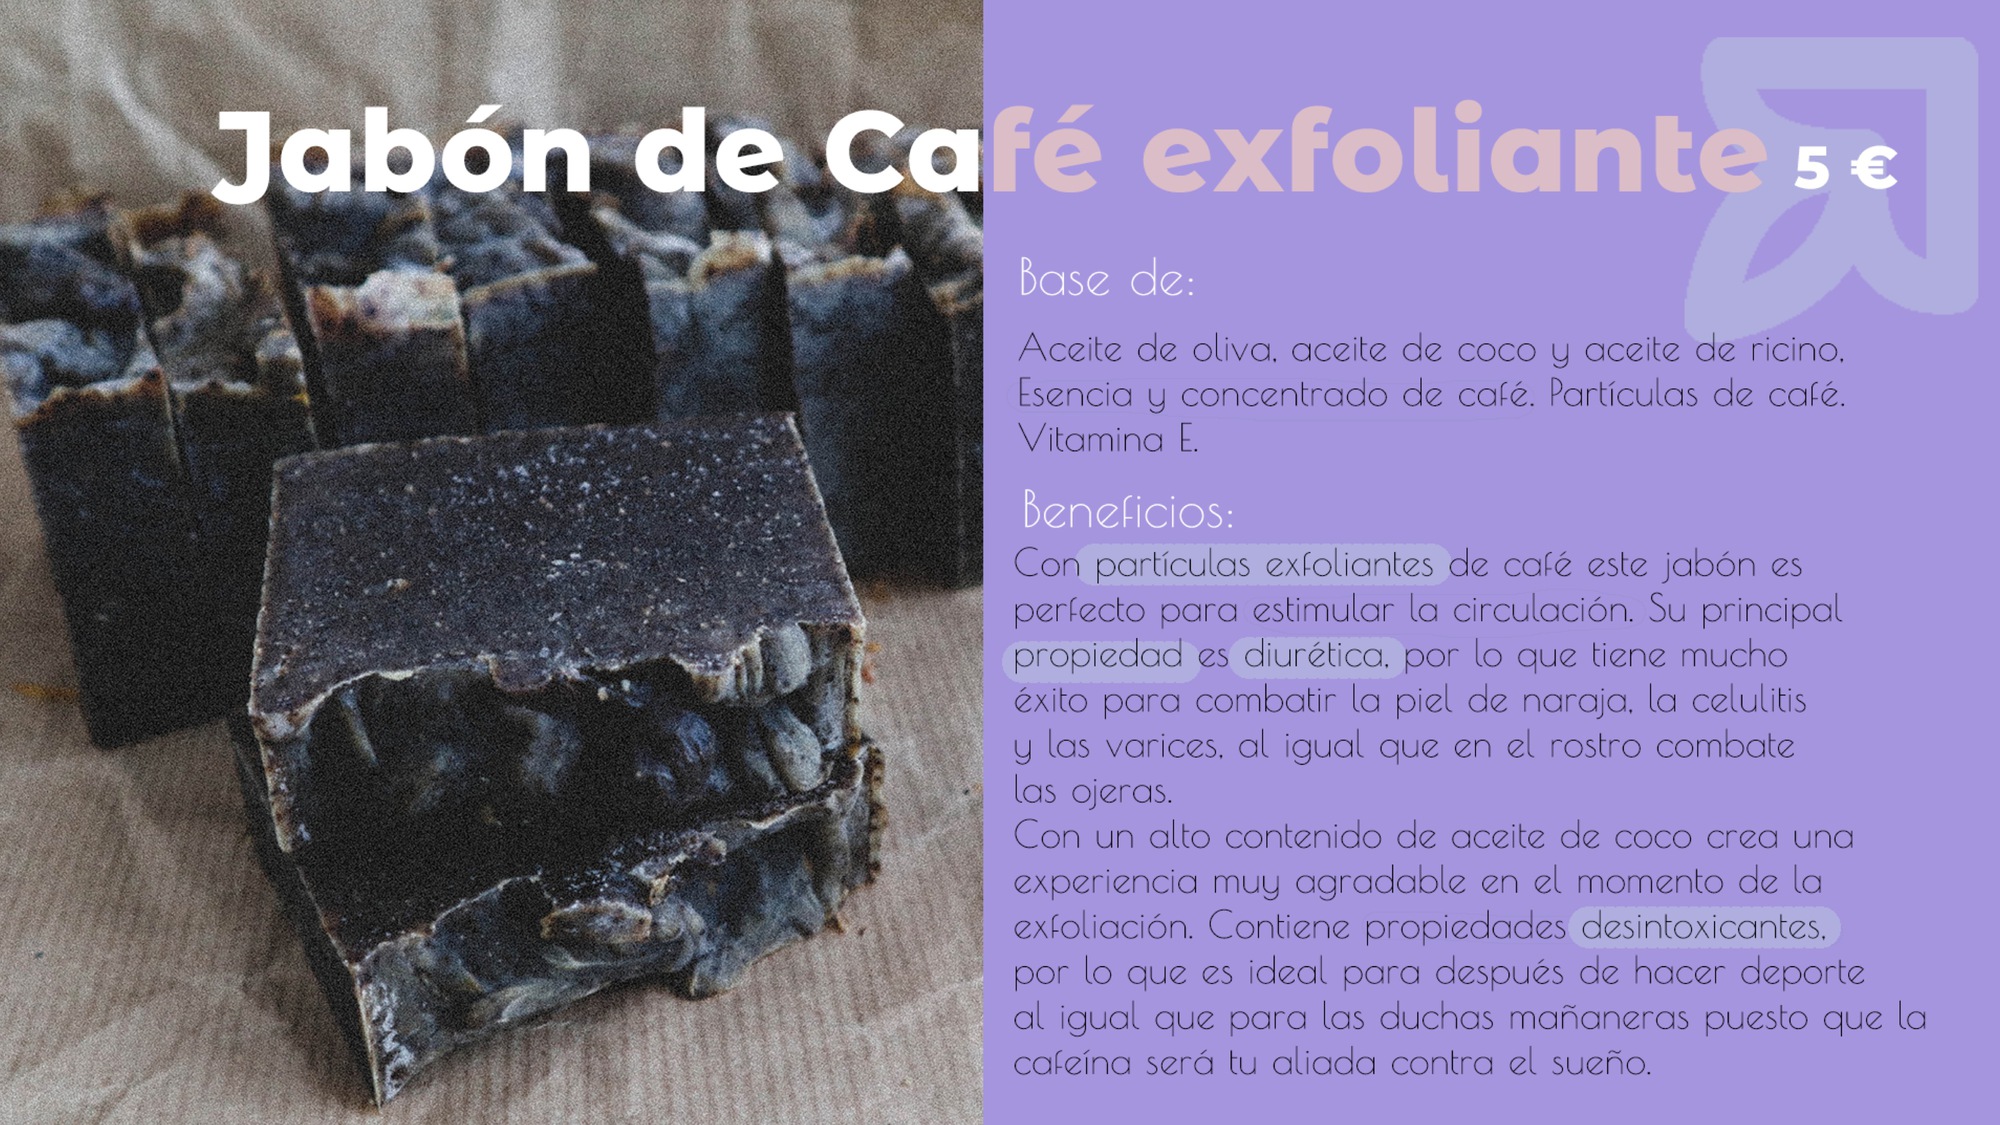 Jabón de Café exfoliante 5 €
Base de:
Aceite de oliva, aceite de coco y aceite de ricino,
Esencia y concentrado de café. Partículas de café.
Vitamina E.
Beneficios:
Con partículas exfoliantes de café este jabón es
perfecto para estimular la circulación. Su principal
propiedad es diurética, por lo que tiene mucho
éxito para combatir la piel de naraja, la celulitis
y las varices, al igual que en el rostro combate
las ojeras.
Con un alto contenido de aceite de coco crea una
experiencia muy agradable en el momento de la
exfoliación. Contiene propiedades desintoxicantes,
por lo que es ideal para después de hacer deporte
al igual que para las duchas mañaneras puesto que la
cafeína será tu aliada contra el sueño.